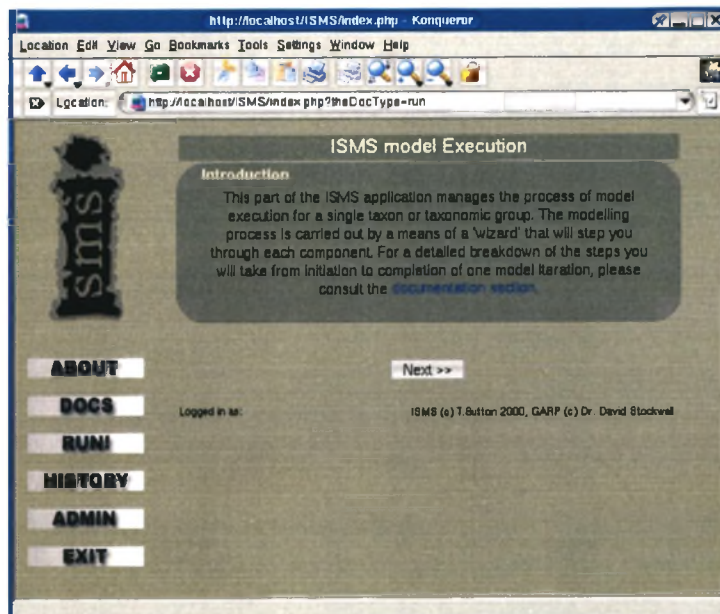 http://localhost/ISMS/index.php - Konqueror
Location Edit View Go Bookmarks Tools Settings Window Help
Location: http://localhost/ISMS/index.php?theDocType=run
isms
ISMS model Execution
Introduction
This part of the ISMS application manages the process of model
execution for a single taxon or taxonomic group. The modelling
process is carried out by a means of a 'wizard' that will step you
through each component. For a detailed breakdown of the steps you
will take from initiation to completion of one model iteration, please
consult the documentation section.
Next >>
Logged in as:
ISMS (c) T.Sutton 2000, GARP (c) Dr. David Stockwell
ABOUT
DOCS
RUN!
HISTORY
ADMIN
EXIT